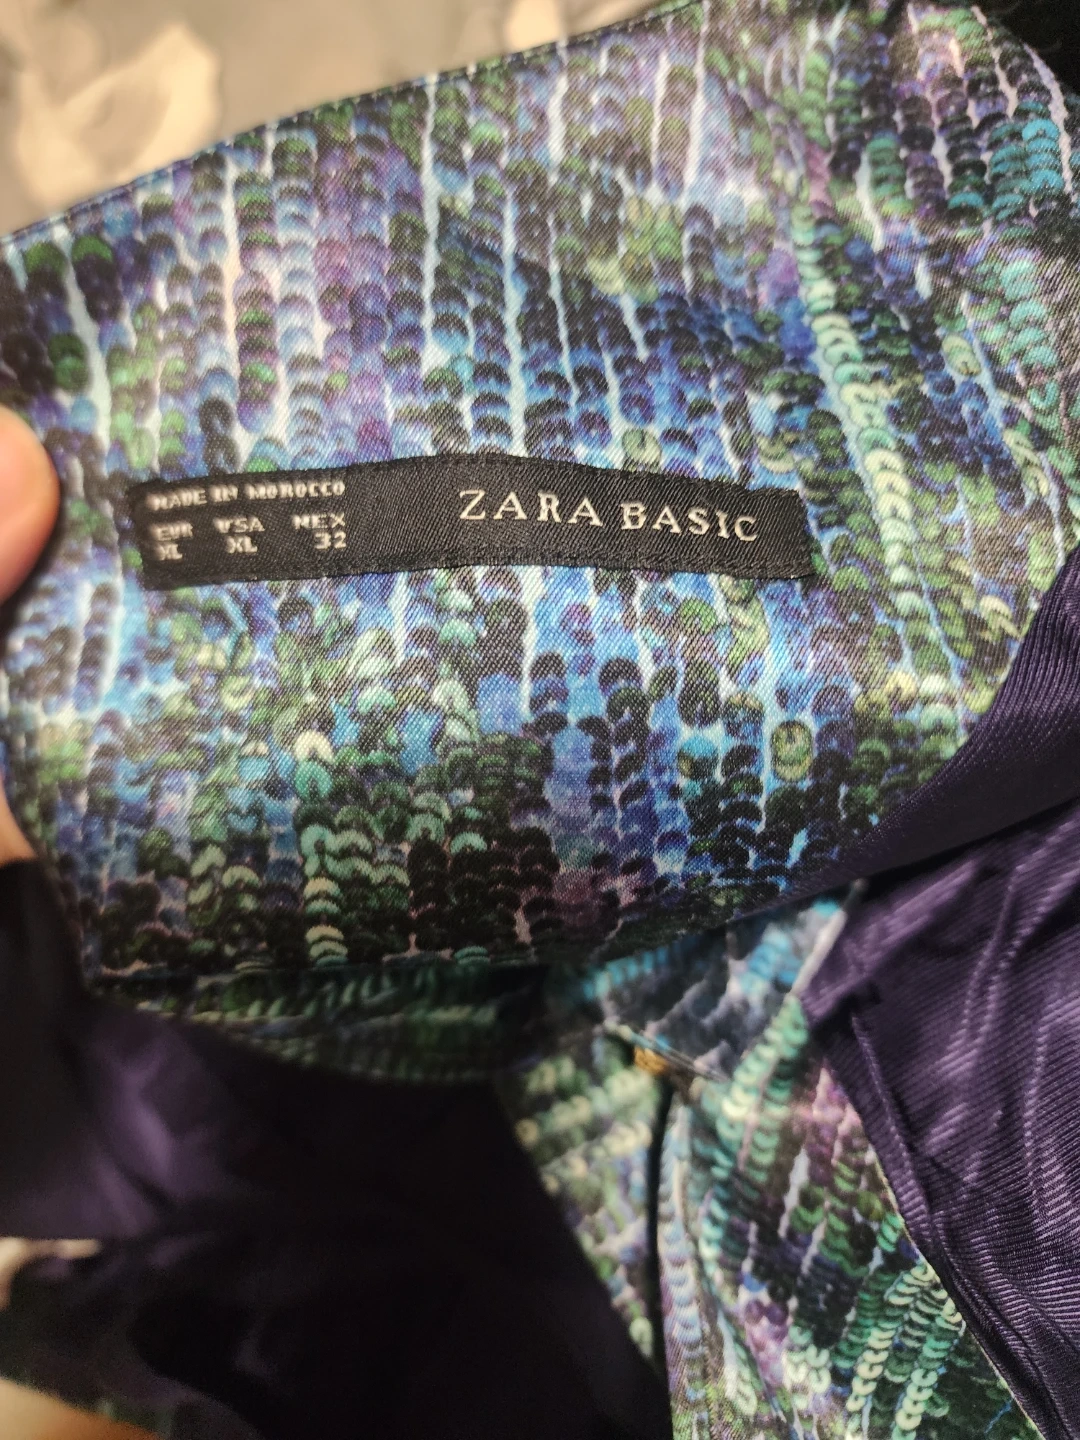 MADE IN MOROCCO
EUR USA MEX
XL XL 32
ZARA BASIC